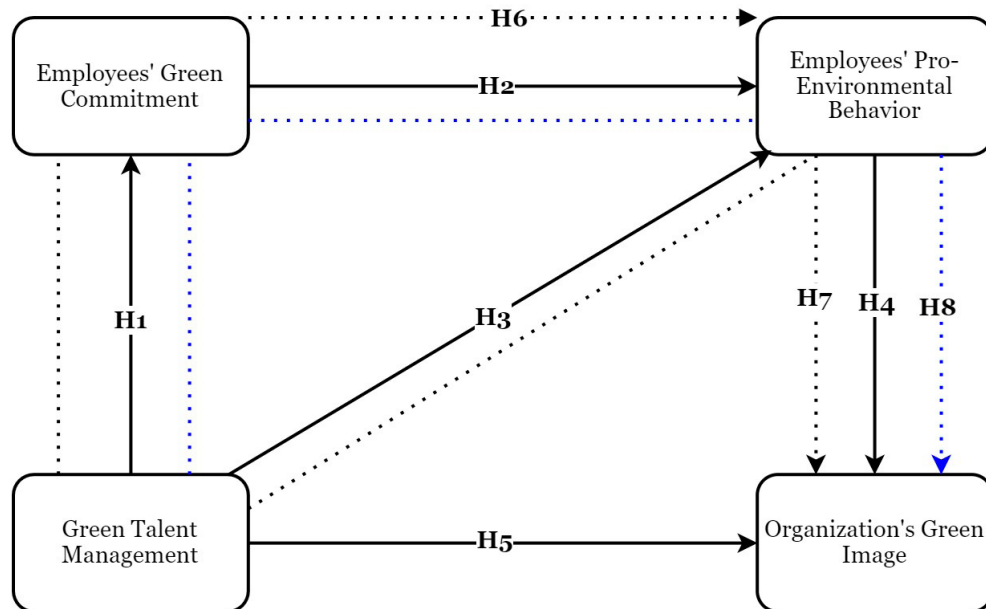 H6
Employees' Green
Commitment
H2
Employees' Pro-
Environmental
Behavior
H1
H3
H7
H4
H8
Green Talent
Management
H5
Organization's Green
Image